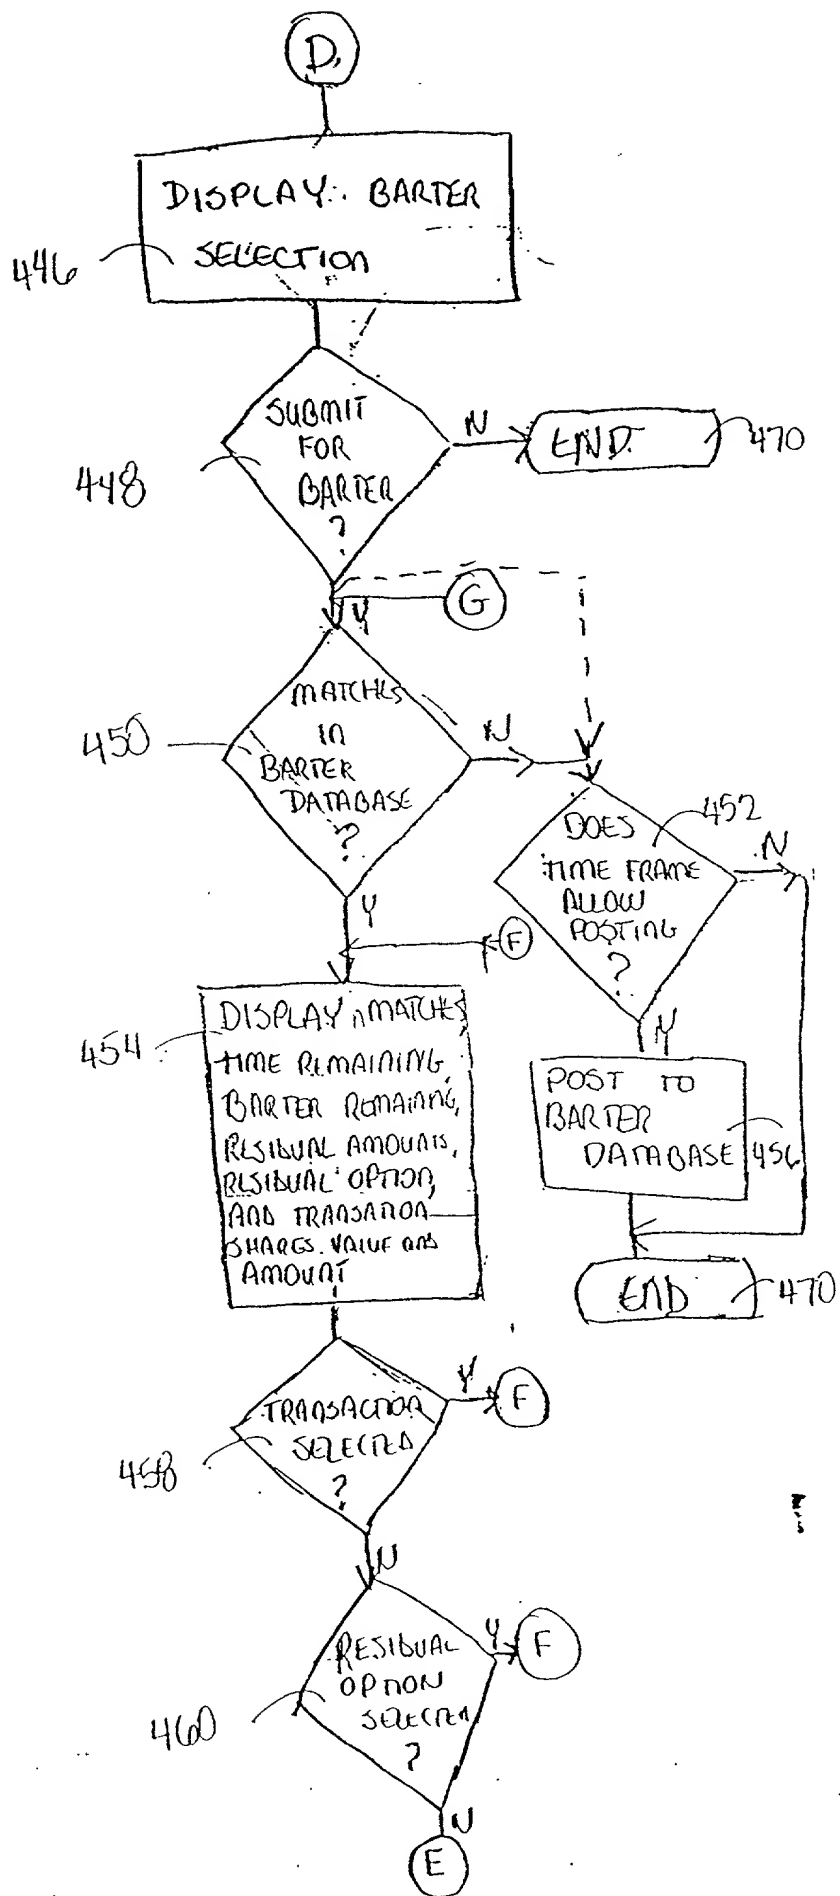 D.
DISPLAY BARTER
SELECTION
446
SUBMIT
FOR
BARTER
?
448
N
END.
470
G
Y
MATCHES
IN
BARTER
DATABASE
?
450
N
452
DOES
TIME FRAME
ALLOW
POSTING
?
N
Y
F
Y
DISPLAY n MATCHES
TIME REMAINING,
BARTER REMAINING,
RESIDUAL AMOUNTS,
RESIDUAL OPTION,
AND TRANSATION
SHARES, VALUE AND
AMOUNT
454
POST TO
BARTER
DATABASE
456
END
470
TRANSACTION
SELECTED
?
458
Y
F
N
RESIDUAL
OPTION
SELECTED
?
460
Y
F
N
E